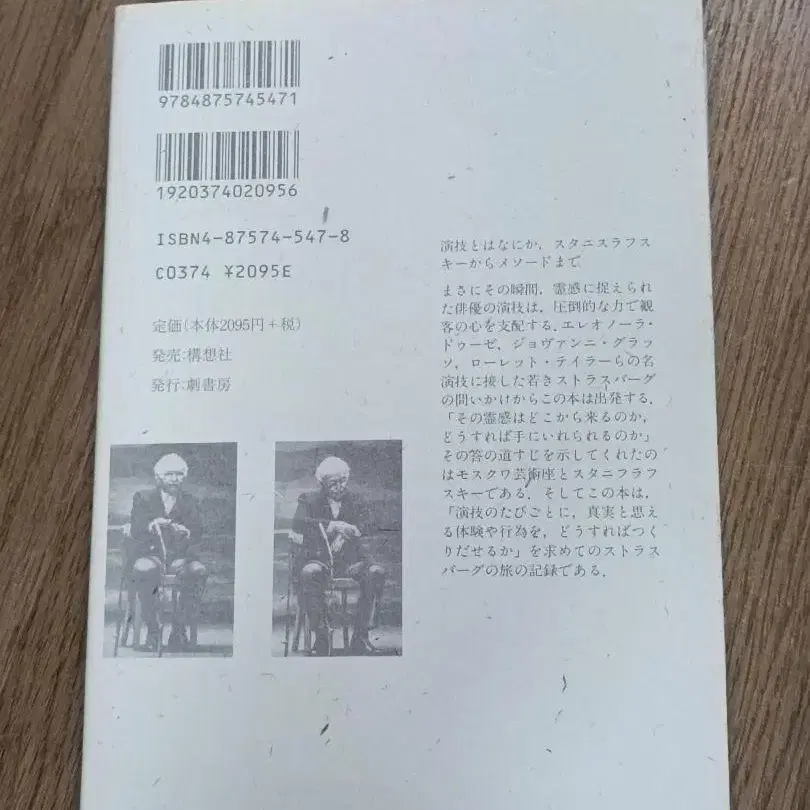 9784875745471
1920374020956
ISBN4-87574-547-8
C0374 ¥2095E
定価(本体2095円+税)
発売:構想社
発行:劇書房
演技とはなにか,スタニスラフス
キーからメソードまで
まさにその瞬間,霊感に捉えられ
た俳優の演技は,圧倒的な力で観
客の心を支配する.エレオノーラ・
ドゥーゼ,ジョヴァンニ・グラッ
ソ,ローレット・テイラーらの名
演技に接した若きストラスバーグ
の問いかけからこの本は出発する.
「その霊感はどこから来るのか,
どうすれば手にいれられるのか」
その答の道すじを示してくれたの
はモスクワ芸術座とスタニフラフ
スキーである.そしてこの本は,
「演技のたびごとに,真実と思え
る体験や行為を,どうすればつく
りだせるか」を求めてのストラス
バーグの旅の記録である.